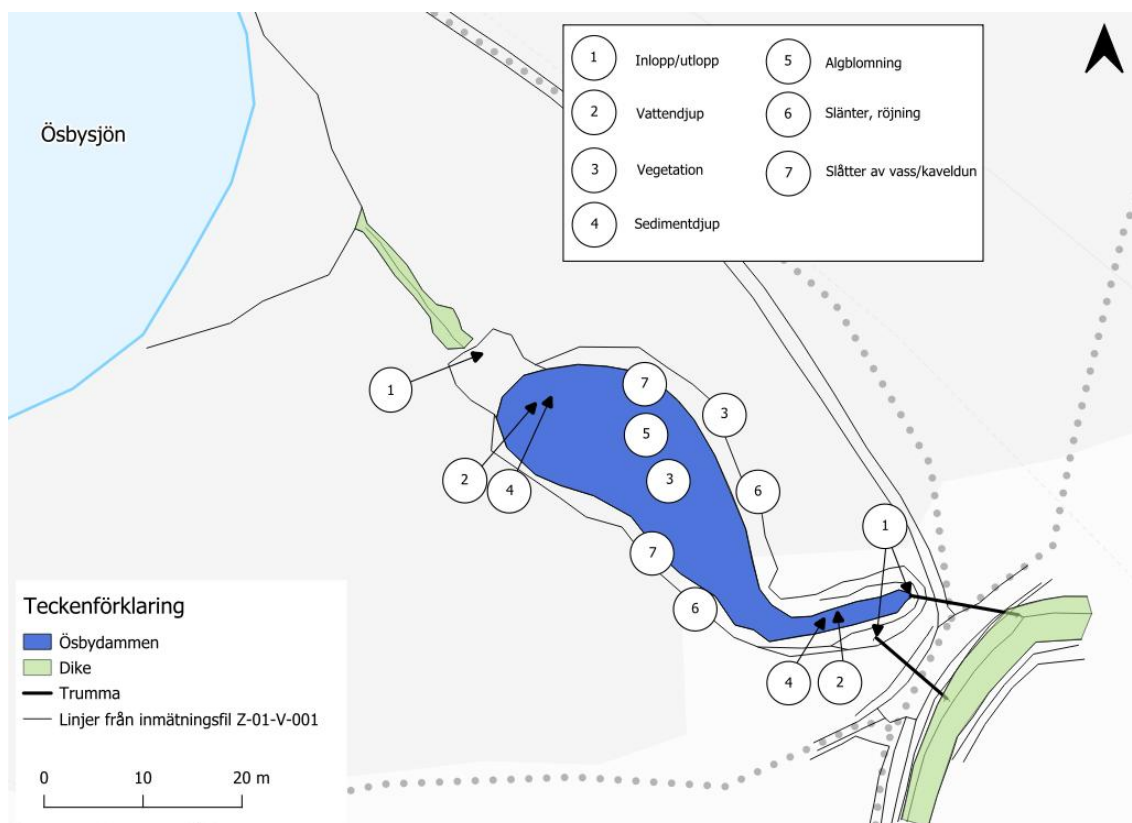 1 Inlopp/utlopp
2 Vattendjup
3 Vegetation
4 Sedimentdjup
5 Algblomning
6 Slänter, röjning
7 Slåtter av vass/kaveldun
Ösbysjön
1
7
3
5
2
4
3
6
1
7
6
4
2
Teckenförklaring
Ösbydammen
Dike
Trumma
Linjer från inmätningsfil Z-01-V-001
0 10 20 m